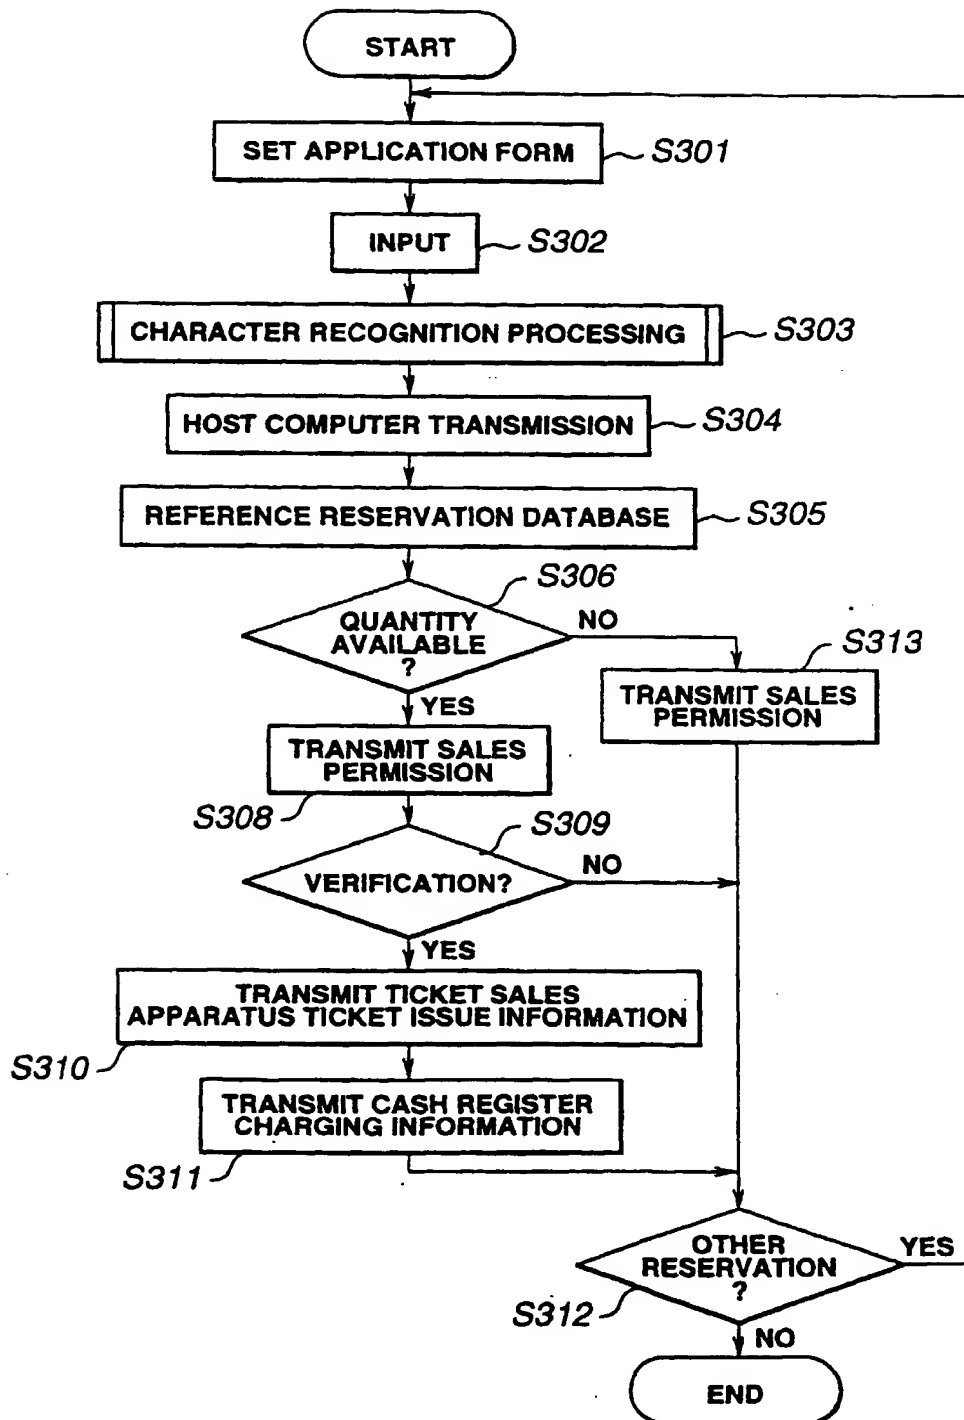 START
SET APPLICATION FORM
S301
INPUT
S302
CHARACTER RECOGNITION PROCESSING
S303
HOST COMPUTER TRANSMISSION
S304
REFERENCE RESERVATION DATABASE
S305
S306
QUANTITY
AVAILABLE
?
NO
YES
S313
TRANSMIT SALES
PERMISSION
TRANSMIT SALES
PERMISSION
S308
S309
VERIFICATION?
NO
YES
TRANSMIT TICKET SALES
APPARATUS TICKET ISSUE INFORMATION
S310
TRANSMIT CASH REGISTER
CHARGING INFORMATION
S311
OTHER
RESERVATION
?
YES
S312
NO
END